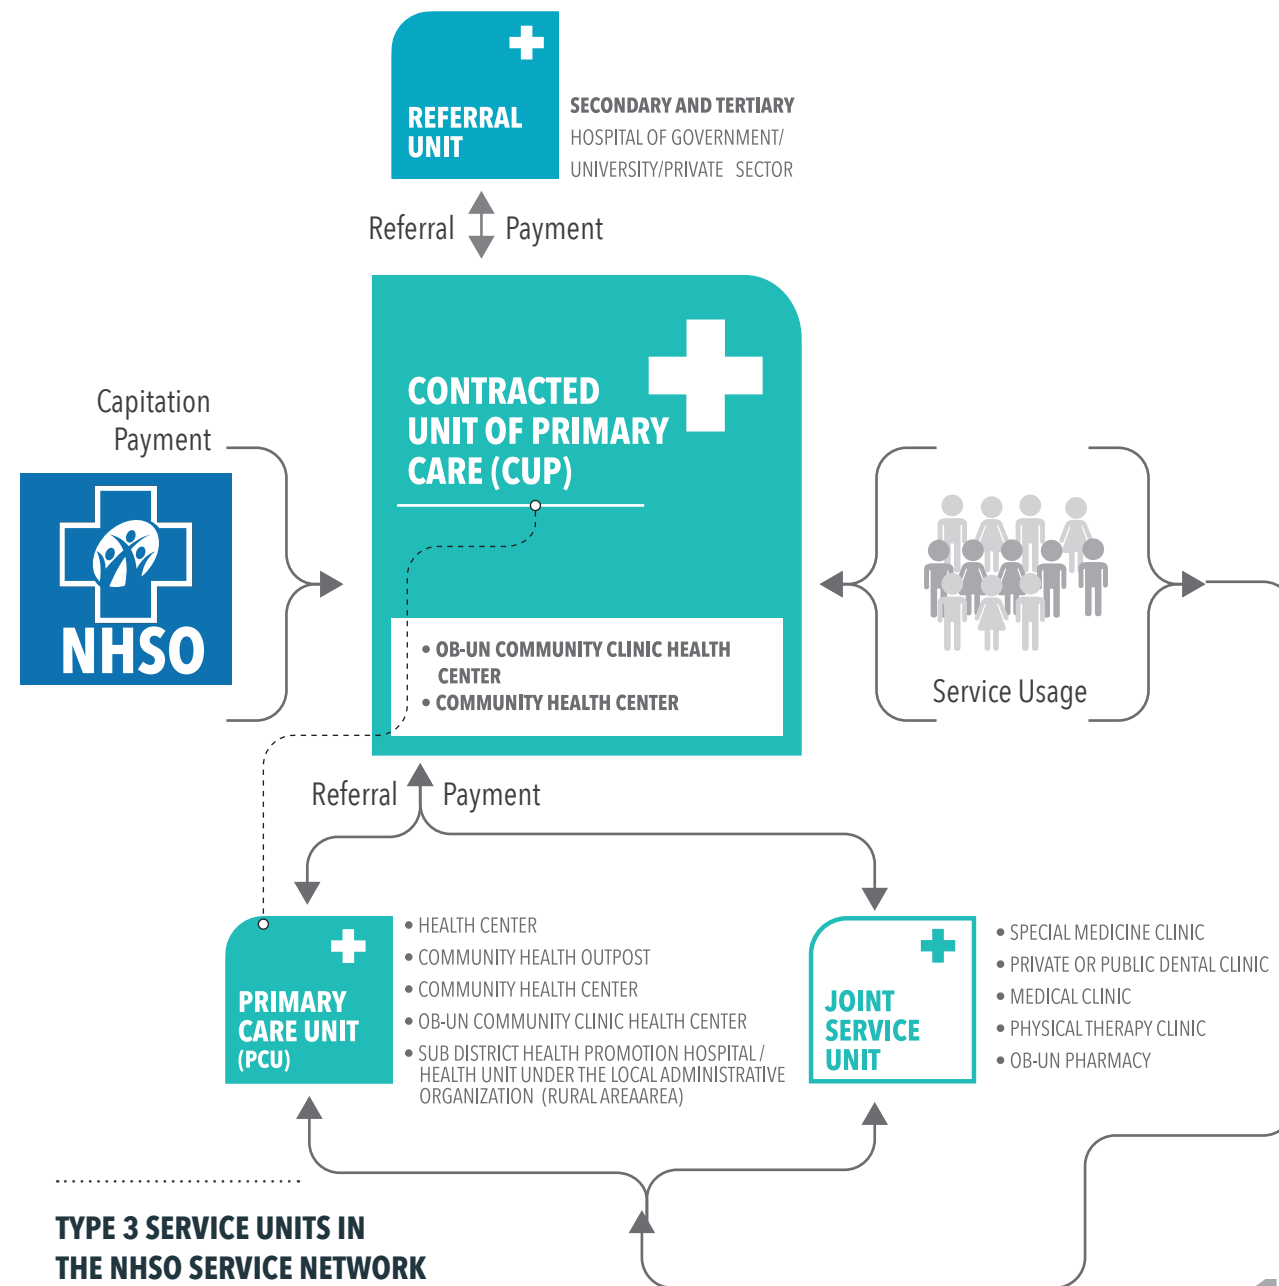 REFERRAL
UNIT
SECONDARY AND TERTIARY
HOSPITAL OF GOVERNMENT/
UNIVERSITY/PRIVATE SECTOR
Referral Payment
CONTRACTED
UNIT OF PRIMARY
CARE (CUP)
• OB-UN COMMUNITY CLINIC HEALTH
CENTER
• COMMUNITY HEALTH CENTER
Capitation
Payment
NHSO
Service Usage
Referral Payment
PRIMARY
CARE UNIT
(PCU)
• HEALTH CENTER
• COMMUNITY HEALTH OUTPOST
• COMMUNITY HEALTH CENTER
• OB-UN COMMUNITY CLINIC HEALTH CENTER
• SUB DISTRICT HEALTH PROMOTION HOSPITAL /
HEALTH UNIT UNDER THE LOCAL ADMINISTRATIVE
ORGANIZATION (RURAL AREAAREA)
JOINT
SERVICE
UNIT
• SPECIAL MEDICINE CLINIC
• PRIVATE OR PUBLIC DENTAL CLINIC
• MEDICAL CLINIC
• PHYSICAL THERAPY CLINIC
• OB-UN PHARMACY
TYPE 3 SERVICE UNITS IN
THE NHSO SERVICE NETWORK